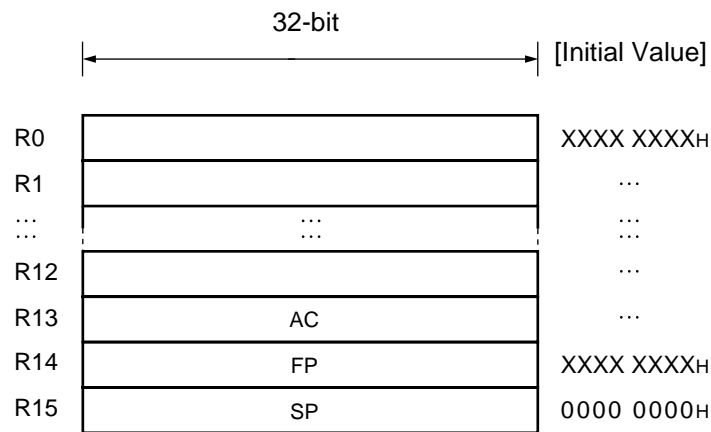 32-bit
[Initial Value]
R0 XXXX XXXXH
R1 ...
... ... ...
... ... ...
R12 ...
R13 AC ...
R14 FP XXXX XXXXH
R15 SP 0000 0000H